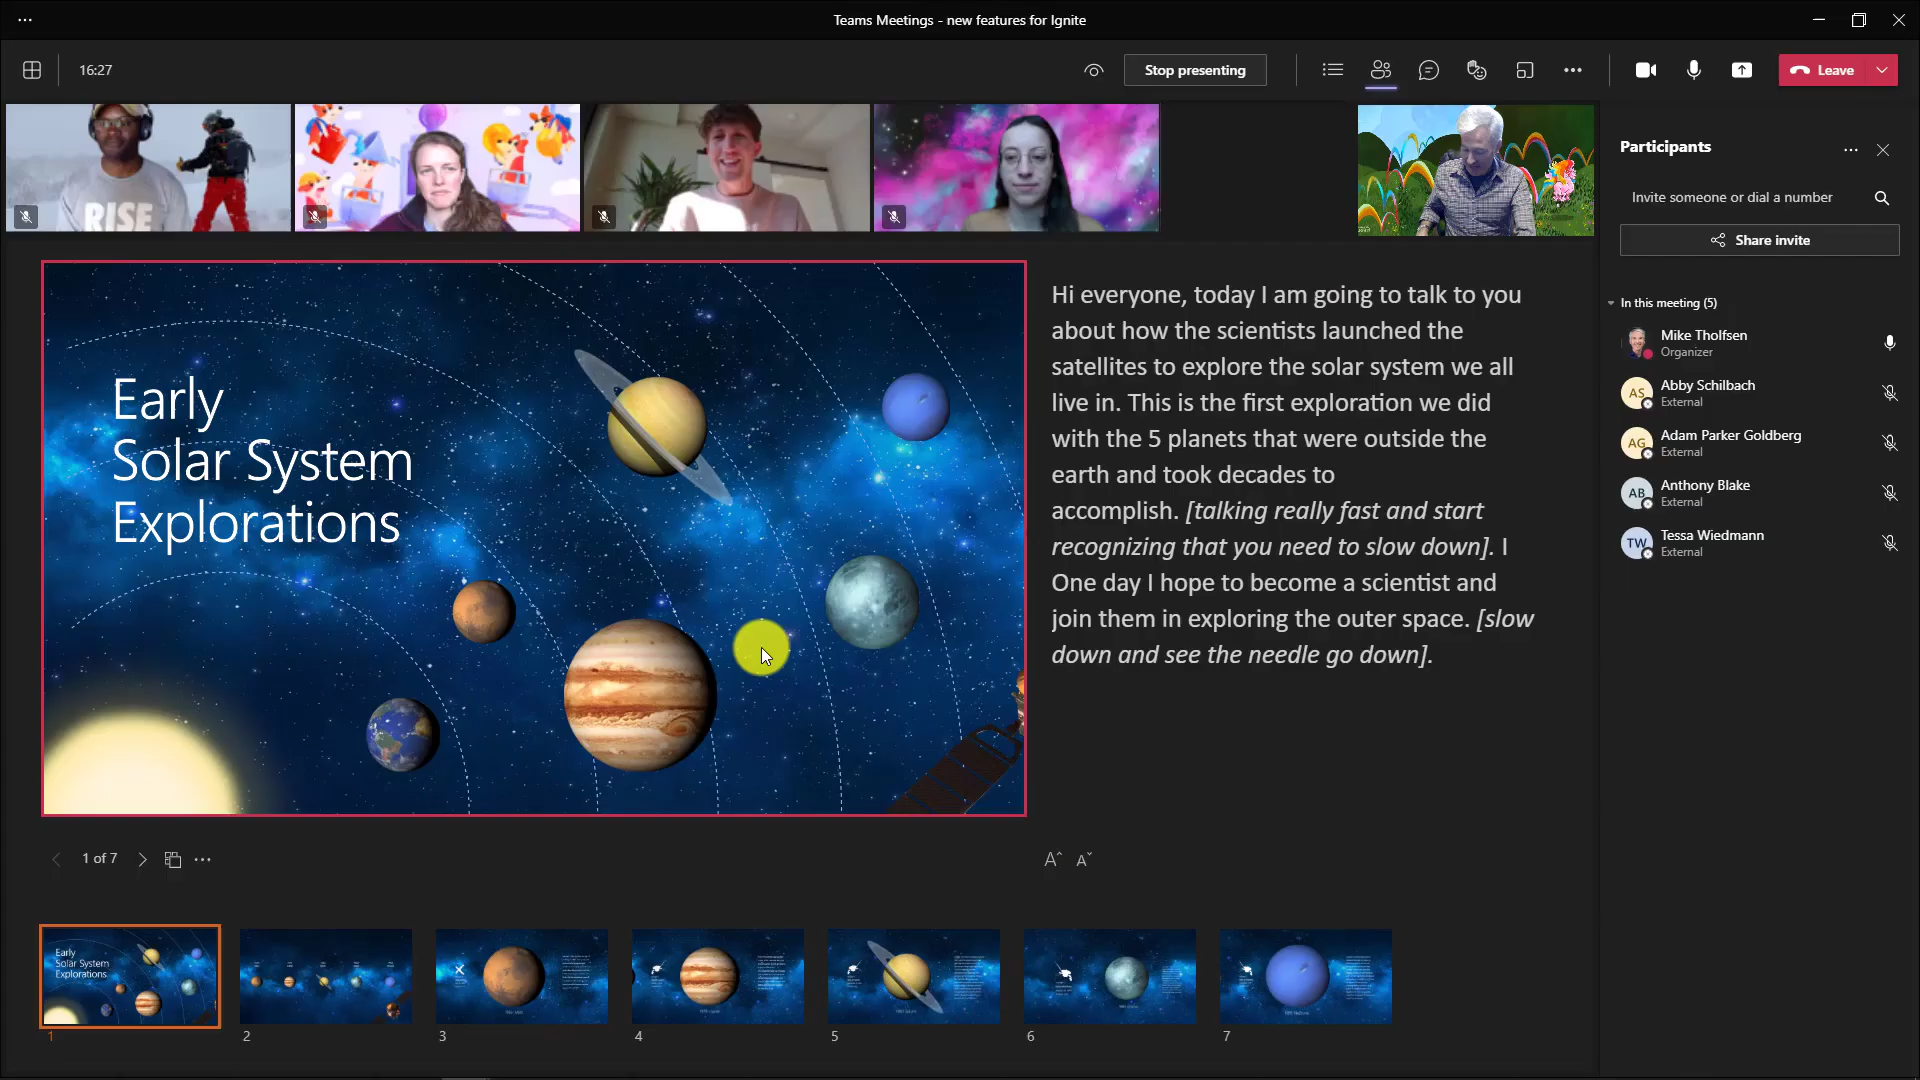 Teams Meetings - new features for Ignite
16:27
Stop presenting
Leave
RISE
Participants
Invite someone or dial a number
Share invite
In this meeting (5)
Mike Tholfsen
Organizer
AS
Abby Schilbach
External
AG
Adam Parker Goldberg
External
AB
Anthony Blake
External
TW
Tessa Wiedmann
External
Early
Solar System
Explorations
Hi everyone, today I am going to talk to you
about how the scientists launched the
satellites to explore the solar system we all
live in. This is the first exploration we did
with the 5 planets that were outside the
earth and took decades to
accomplish. [talking really fast and start
recognizing that you need to slow down]. I
One day I hope to become a scientist and
join them in exploring the outer space. [slow
down and see the needle go down].
1 of 7
A A
Early
Solar System
Explorations
1
2
3
4
5
6
7